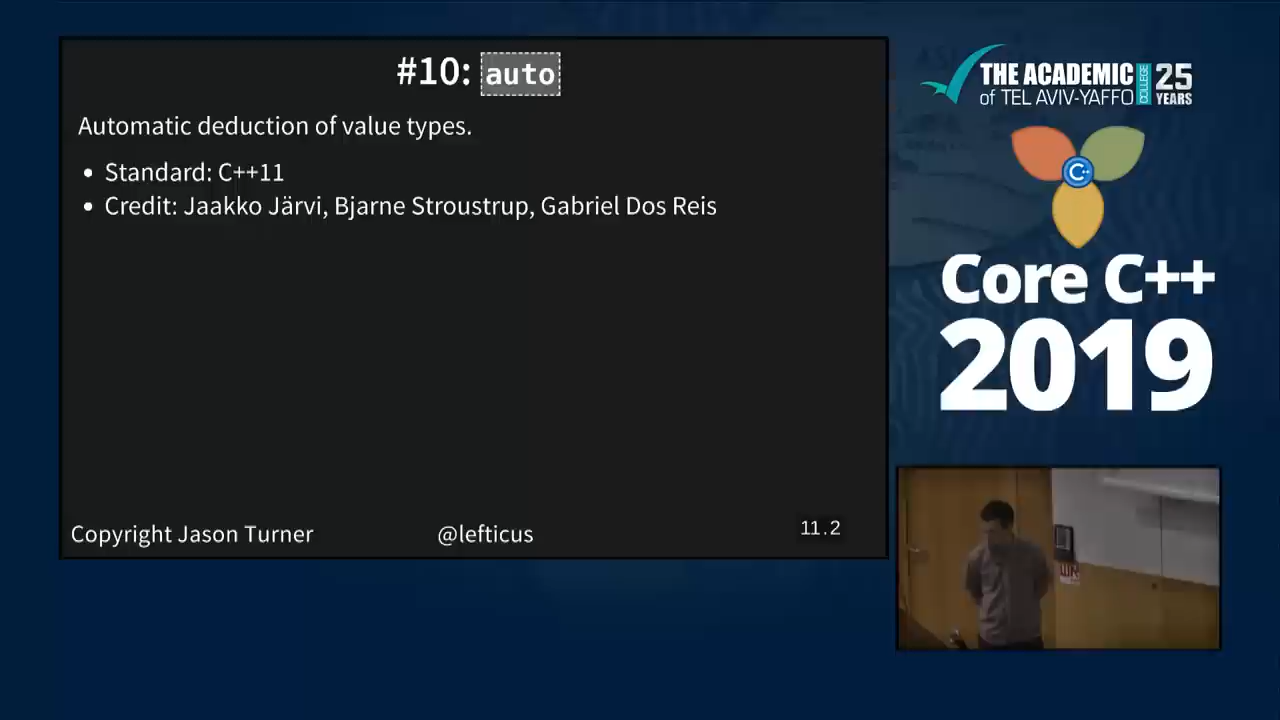 #10: auto
Automatic deduction of value types.
• Standard: C++11
• Credit: Jaakko Järvi, Bjarne Stroustrup, Gabriel Dos Reis
Copyright Jason Turner
@lefticus
11.2
THE ACADEMIC
of TEL AVIV-YAFFO
COLLEGE
25
YEARS
C++
Core C++
2019